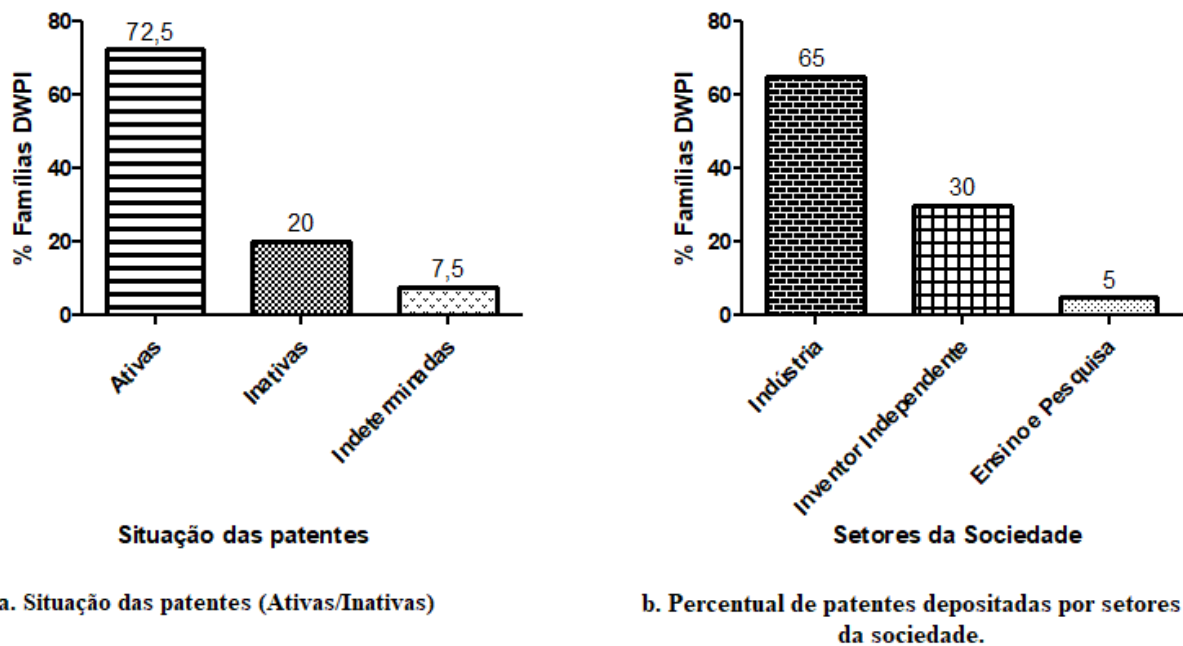 80
60
40
20
0
% Famílias DWPI
72,5
20
7,5
Ativas
Inativas
Indeterminadas
Situação das patentes
a. Situação das patentes (Ativas/Inativas)
80
60
40
20
0
% Famílias DWPI
65
30
5
Indústria
Inventor Independente
Ensino e Pesquisa
Setores da Sociedade
b. Percentual de patentes depositadas por setores
da sociedade.